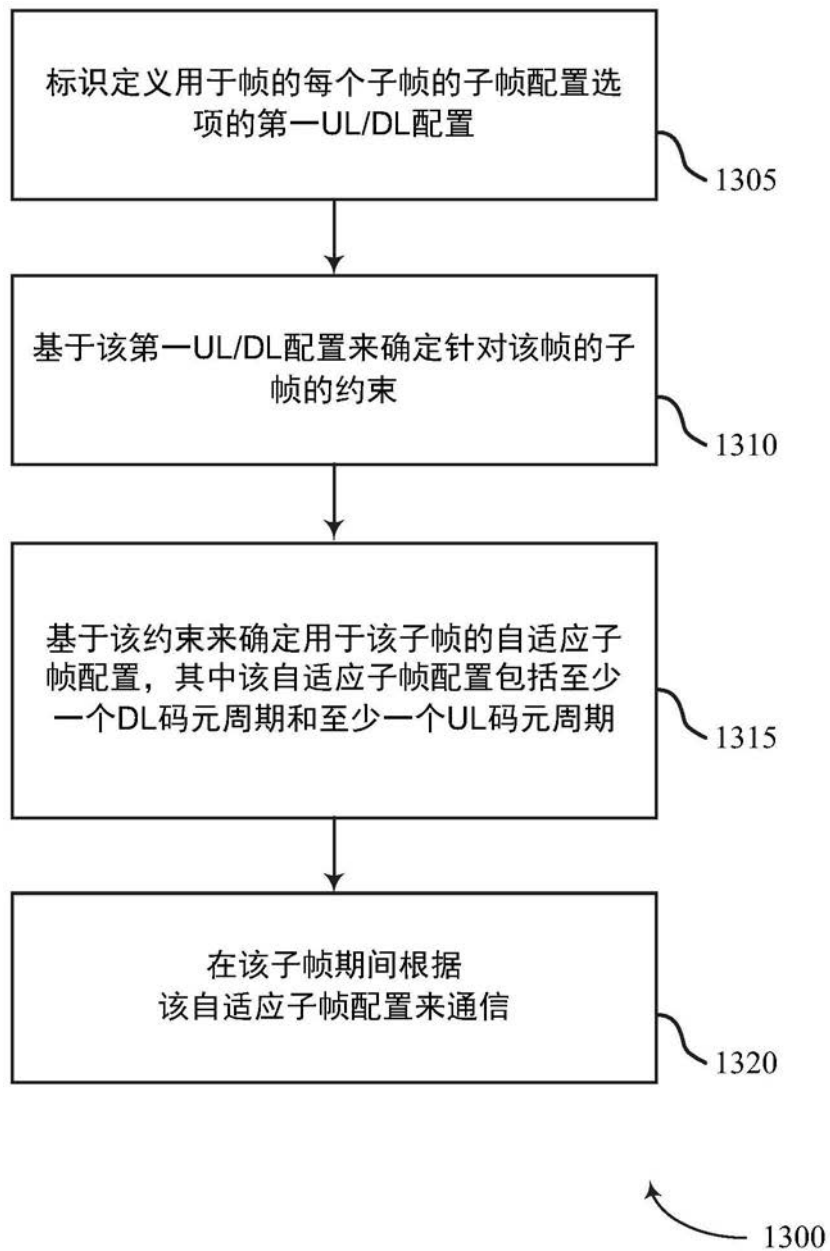 标识定义用于帧的每个子帧的子帧配置选
项的第一UL/DL配置
1305
基于该第一UL/DL配置来确定针对该帧的子
帧的约束
1310
基于该约束来确定用于该子帧的自适应子
帧配置，其中该自适应子帧配置包括至少
一个DL码元周期和至少一个UL码元周期
1315
在该子帧期间根据
该自适应子帧配置来通信
1320
1300